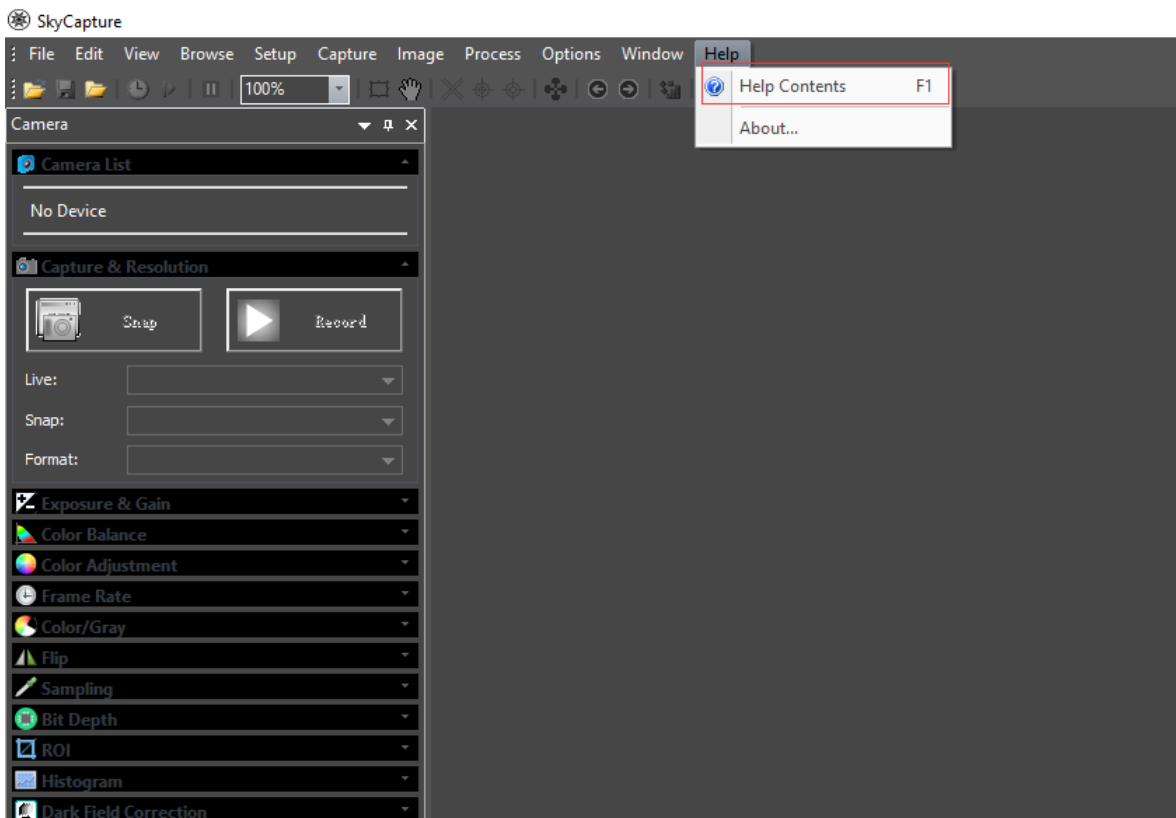 SkyCapture
File Edit View Browse Setup Capture Image Process Options Window Help
100%
Help Contents F1
About...
Camera
Camera List
No Device
Capture & Resolution
Snap Record
Live:
Snap:
Format:
Exposure & Gain
Color Balance
Color Adjustment
Frame Rate
Color/Gray
Flip
Sampling
Bit Depth
ROI
Histogram
Dark Field Correction